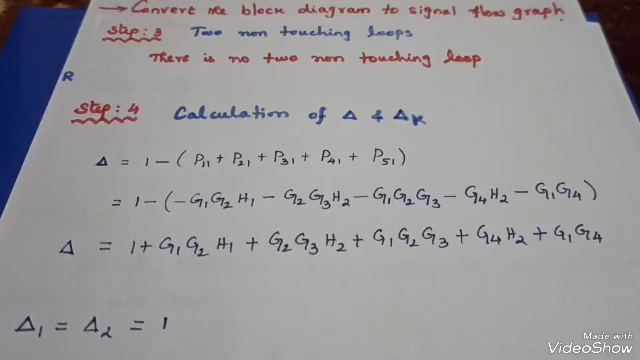 → Convert the block diagram to signal flow graph.
Step: 3 Two non touching loops
There is no two non touching loop
R
Step: 4 Calculation of Δ & ΔK
Δ = 1 - (P11 + P21 + P31 + P41 + P51)
= 1 - (-G1G2H1 - G2G3H2 - G1G2G3 - G4H2 - G1G4)
Δ = 1 + G1G2H1 + G2G3H2 + G1G2G3 + G4H2 + G1G4
Δ1 = Δ2 = 1
Made with
VideoShow